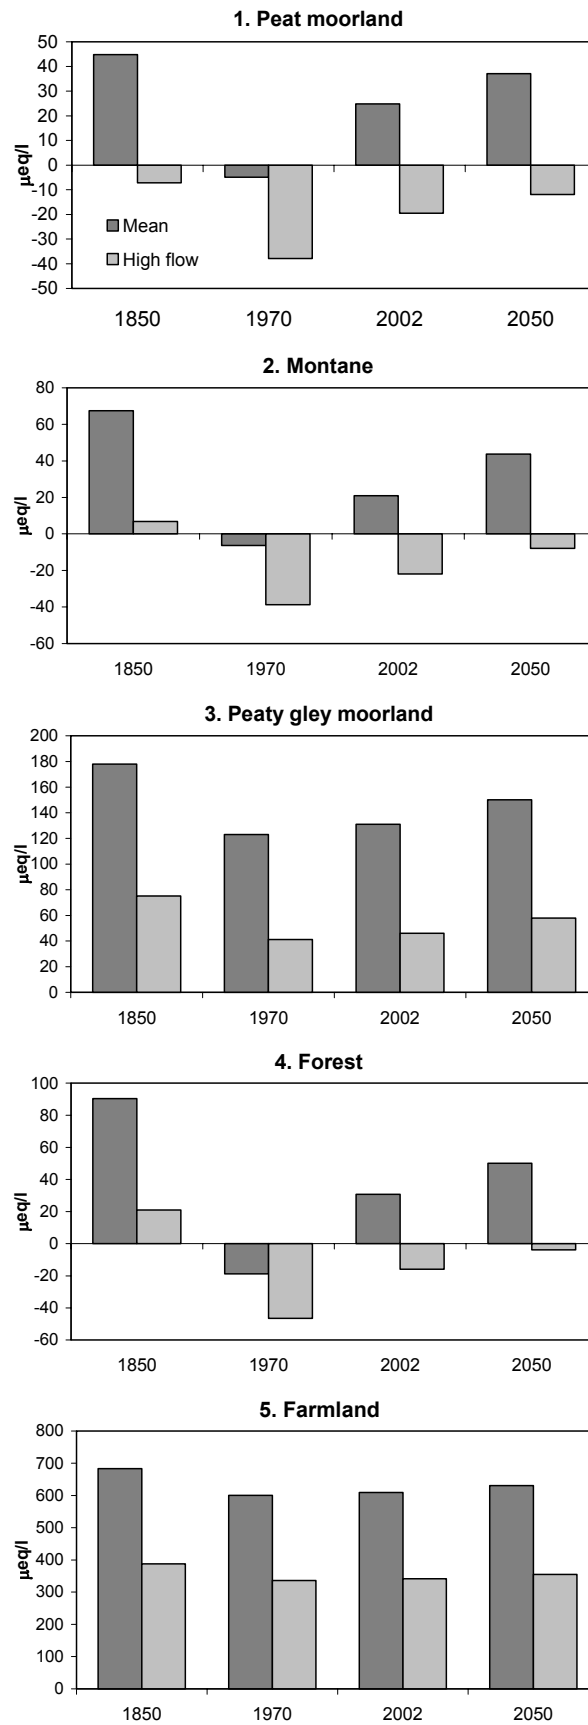 1. Peat moorland
50
40
30
20
10
0
-10
-20
-30
-40
-50
µeq/l
Mean
High flow
1850 1970 2002 2050
2. Montane
80
60
40
20
0
-20
-40
-60
µeq/l
1850 1970 2002 2050
3. Peaty gley moorland
200
180
160
140
120
100
80
60
40
20
0
µeq/l
1850 1970 2002 2050
4. Forest
100
80
60
40
20
0
-20
-40
-60
µeq/l
1850 1970 2002 2050
5. Farmland
800
700
600
500
400
300
200
100
0
µeq/l
1850 1970 2002 2050